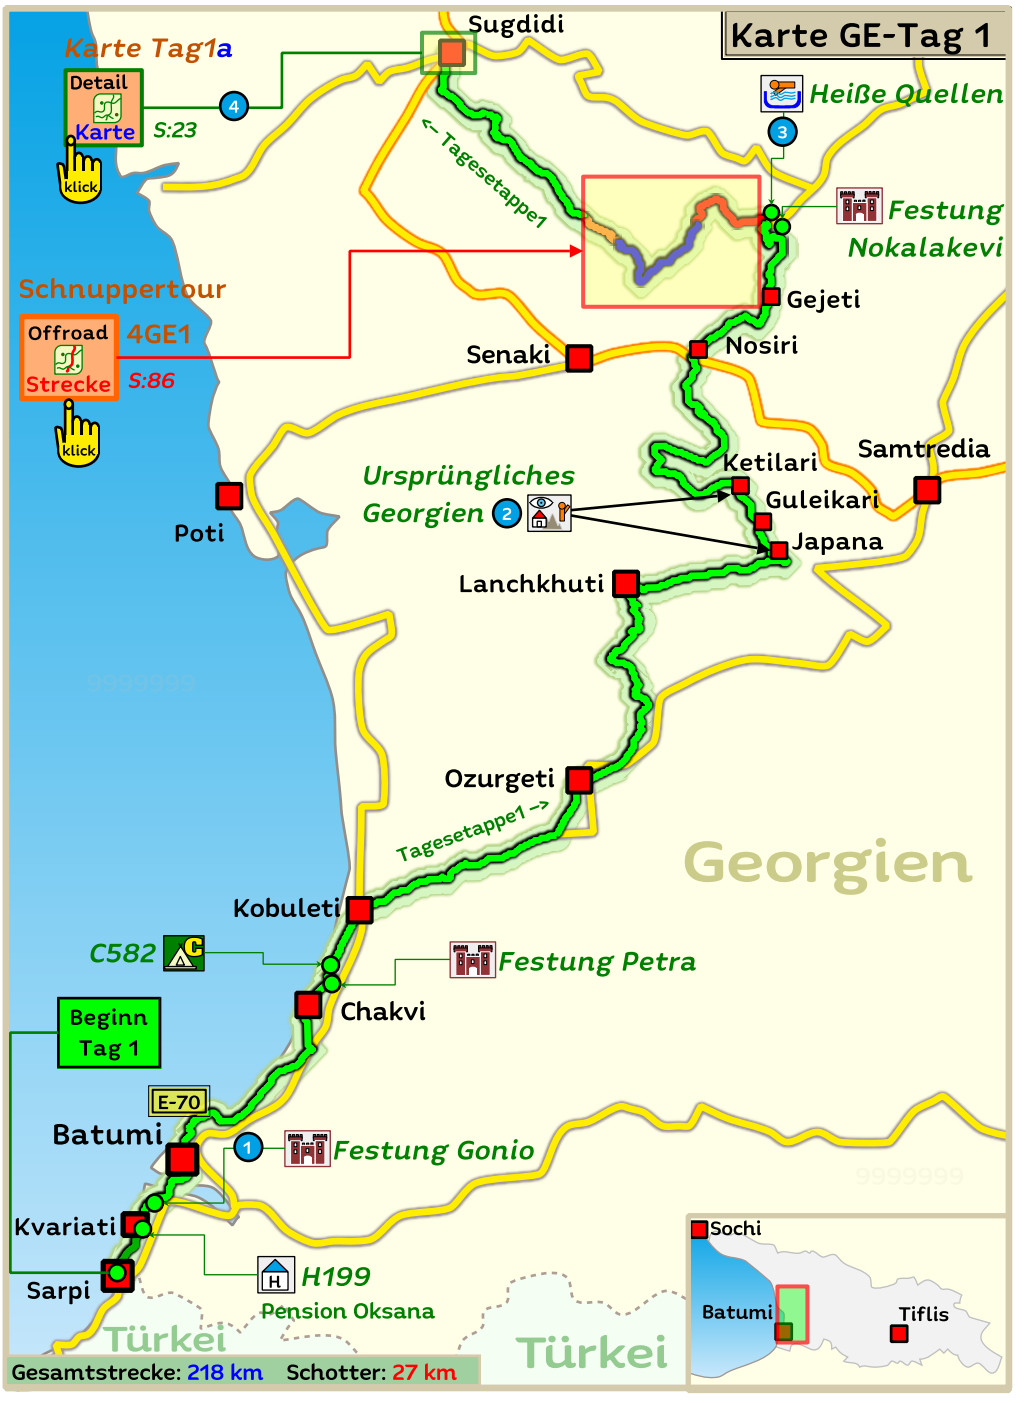 Sugdidi
Karte GE-Tag 1
Karte Tag1a
Detail
Karte
S:23
4
klick
Heiße Quellen
3
<-- Tagesetappe1
Festung
Nokalakevi
Schnuppertour
Offroad
Strecke
4GE1
S:86
klick
Gejeti
Nosiri
Senaki
Samtredia
Ketilari
Ursprüngliches
Georgien
2
Guleikari
Poti
Japana
Lanchkhuti
9999999
Ozurgeti
Tagesetappe1 -->
Georgien
Kobuleti
C582
C
Festung Petra
Chakvi
Beginn
Tag 1
E-70
Batumi
1
Festung Gonio
9999999
Kvariati
Sochi
H
H199
Sarpi
Pension Oksana
Batumi
Tiflis
Türkei
Türkei
Gesamtstrecke: 218 km Schotter: 27 km